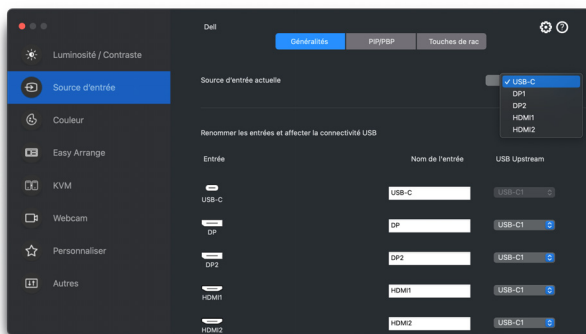 Dell
Généralités
PIP/PBP
Touches de rac
Luminosité / Contraste
Source d'entrée
Couleur
Easy Arrange
KVM
Webcam
Personnaliser
Autres
Source d'entrée actuelle
USB-C
DP1
DP2
HDMI1
HDMI2
Renommer les entrées et affecter la connectivité USB
Entrée Nom de l'entrée USB Upstream
USB-C USB-C USB-C1
DP DP USB-C1
DP2 DP2 USB-C1
HDMI1 HDMI1 USB-C1
HDMI2 HDMI2 USB-C1